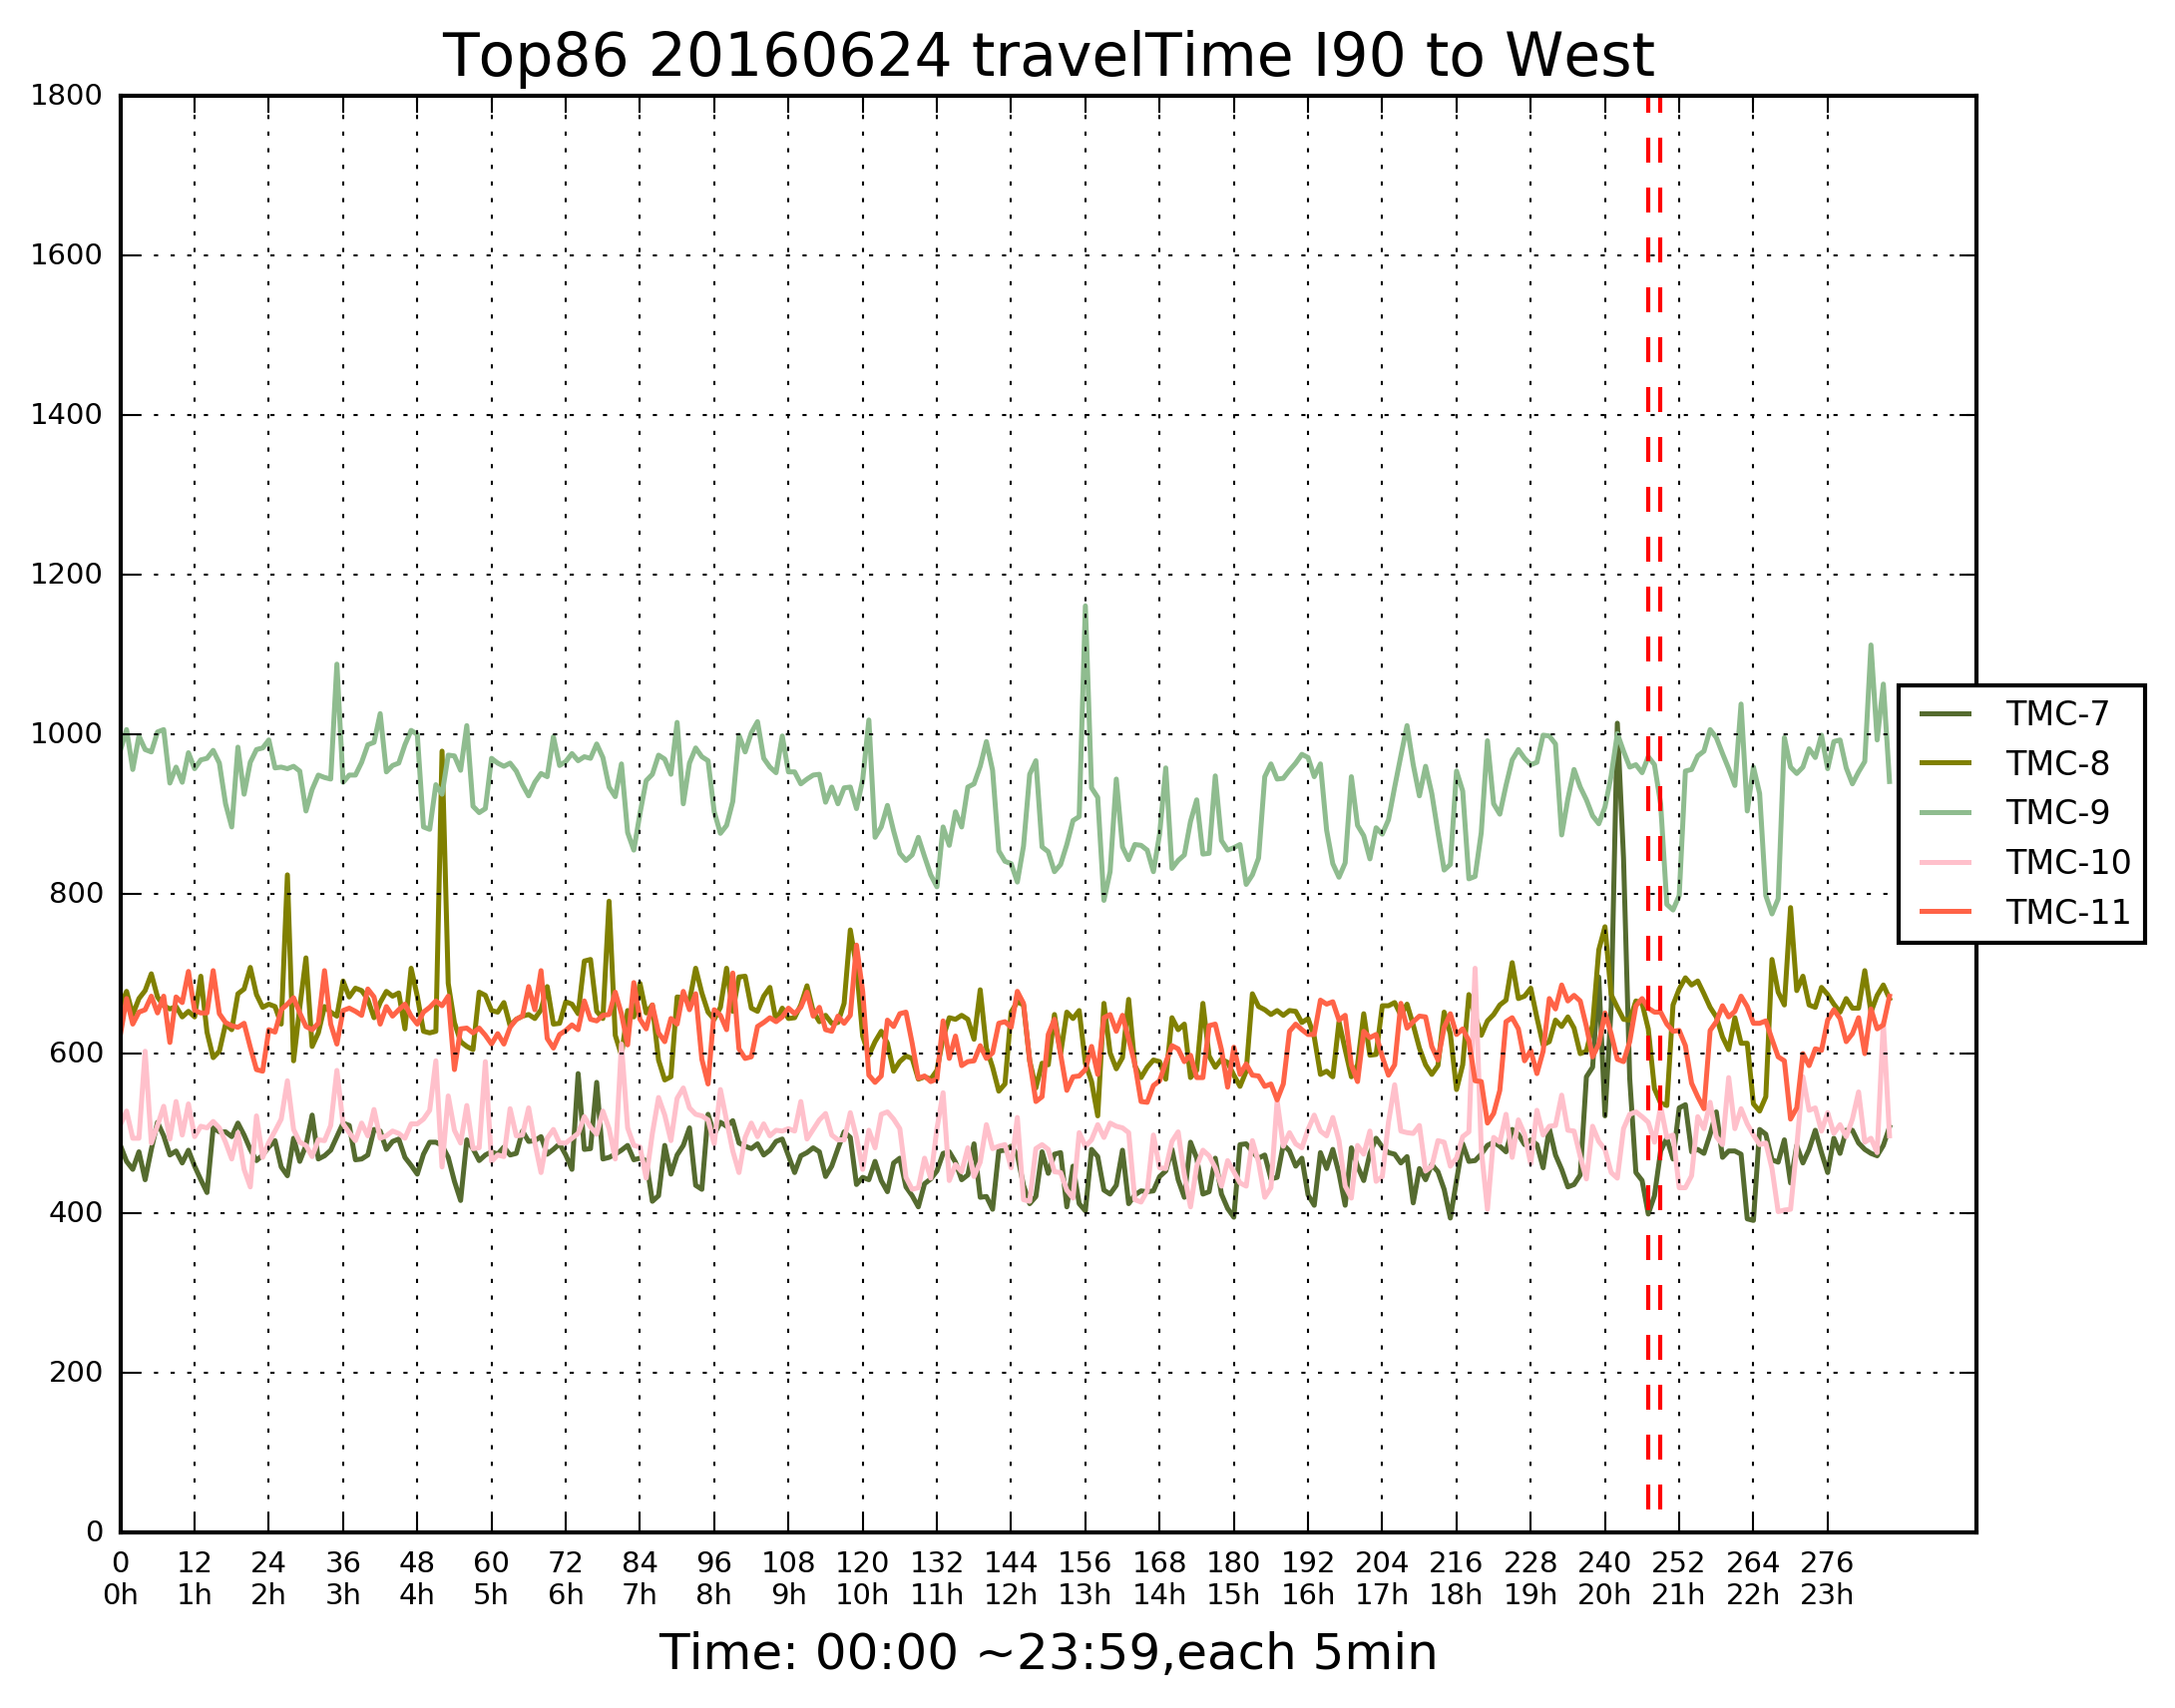 Top86 20160624 travelTime I90 to West
1800
1600
1400
1200
1000
800
600
400
200
0
TMC-7
TMC-8
TMC-9
TMC-10
TMC-11
0 12 24 36 48 60 72 84 96 108 120 132 144 156 168 180 192 204 216 228 240 252 264 276
0h 1h 2h 3h 4h 5h 6h 7h 8h 9h 10h 11h 12h 13h 14h 15h 16h 17h 18h 19h 20h 21h 22h 23h
Time: 00:00 ~23:59,each 5min